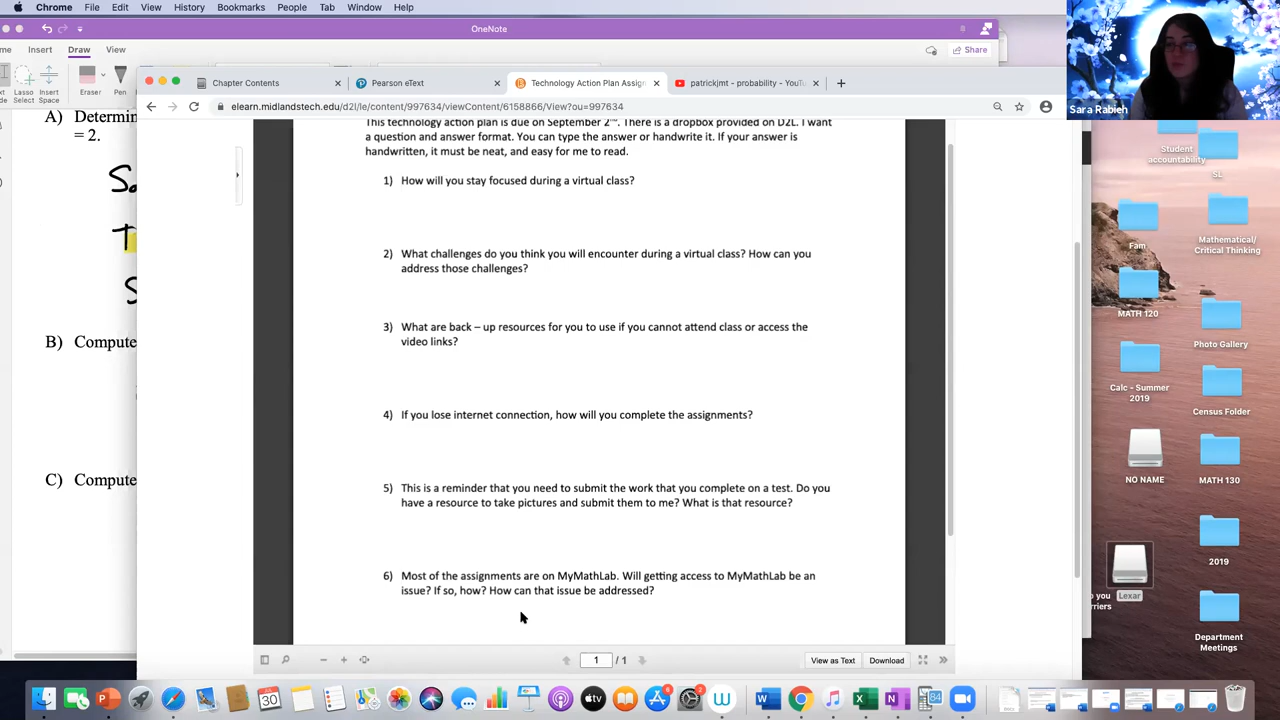 Chrome File Edit View History Bookmarks People Tab Window Help
OneNote
Insert Draw View
Share
Eraser
Lasso Select
Insert Space
Chapter Contents
Pearson eText
Technology Action Plan Assign
patrickjmt - probability - YouTu
elearn.midlandstech.edu/d2l/le/content/997634/viewContent/6158866/View?ou=997634
Sara Rabieh
A) Determin
= 2.
B) Compute
C) Compute
action plan is due on September 2nd. There is a dropbox provided on D2L. I want
a question and answer format. You can type the answer or handwrite it. If your answer is
handwritten, it must be neat, and easy for me to read.
1) How will you stay focused during a virtual class?
2) What challenges do you think you will encounter during a virtual class? How can you
address those challenges?
3) What are back – up resources for you to use if you cannot attend class or access the
video links?
4) If you lose internet connection, how will you complete the assignments?
5) This is a reminder that you need to submit the work that you complete on a test. Do you
have a resource to take pictures and submit them to me? What is that resource?
6) Most of the assignments are on MyMathLab. Will getting access to MyMathLab be an
issue? If so, how? How can that issue be addressed?
1 / 1
View as Text
Download
Student accountability
SL
Fam
Mathematical/
Critical Thinking
MATH 120
Photo Gallery
Calc - Summer
2019
Census Folder
NO NAME
MATH 130
2019
Lexar
Department
Meetings
30